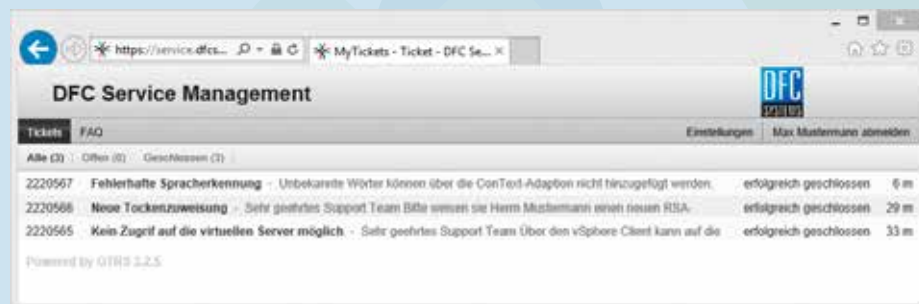 https://service.dfcs...
MyTickets - Ticket - DFC Se...
DFC Service Management
DFC
SYSTEMS
Tickets FAQ Einstellungen Max Mustermann abmelden
Alle (3) Offen (0) Geschlossen (3)
2220567 Fehlerhafte Spracherkennung - Unbekannte Wörter können über die ConText-Adaption nicht hinzugefügt werden. erfolgreich geschlossen 6 m
2220566 Neue Tockenzuweisung - Sehr geehrtes Support Team Bitte weisen sie Herrn Mustermann einen neuen RSA- erfolgreich geschlossen 29 m
2220565 Kein Zugrif auf die virtuellen Server möglich - Sehr geehrtes Support Team Über den vSphere Client kann auf die erfolgreich geschlossen 33 m
Powered by OTRS 3.2.5